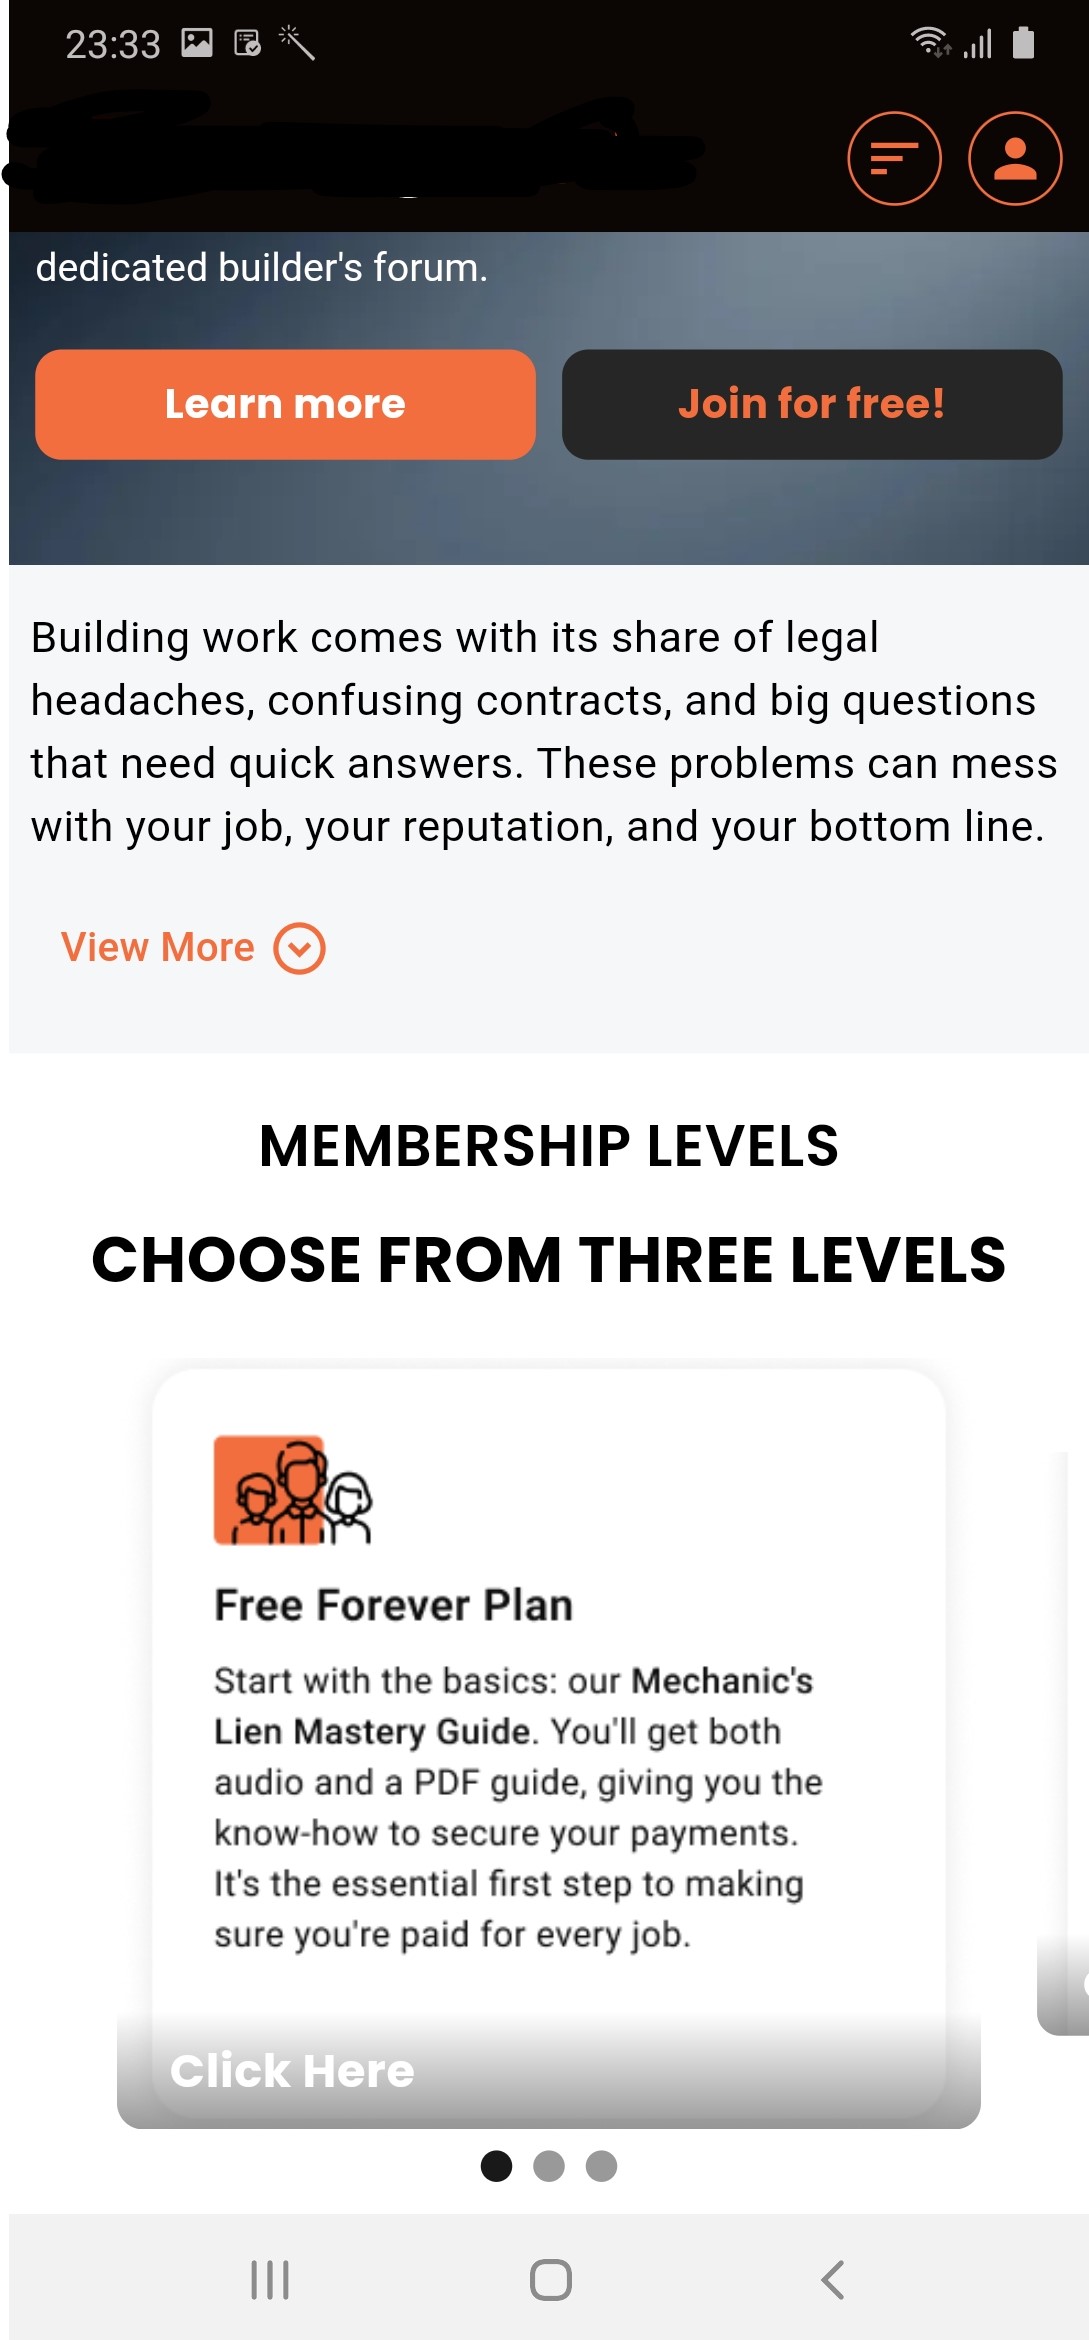 23:33
dedicated builder's forum.
Learn more
Join for free!
Building work comes with its share of legal
headaches, confusing contracts, and big questions
that need quick answers. These problems can mess
with your job, your reputation, and your bottom line.
View More
MEMBERSHIP LEVELS
CHOOSE FROM THREE LEVELS
Free Forever Plan
Start with the basics: our Mechanic's
Lien Mastery Guide. You'll get both
audio and a PDF guide, giving you the
know-how to secure your payments.
It's the essential first step to making
sure you're paid for every job.
Click Here